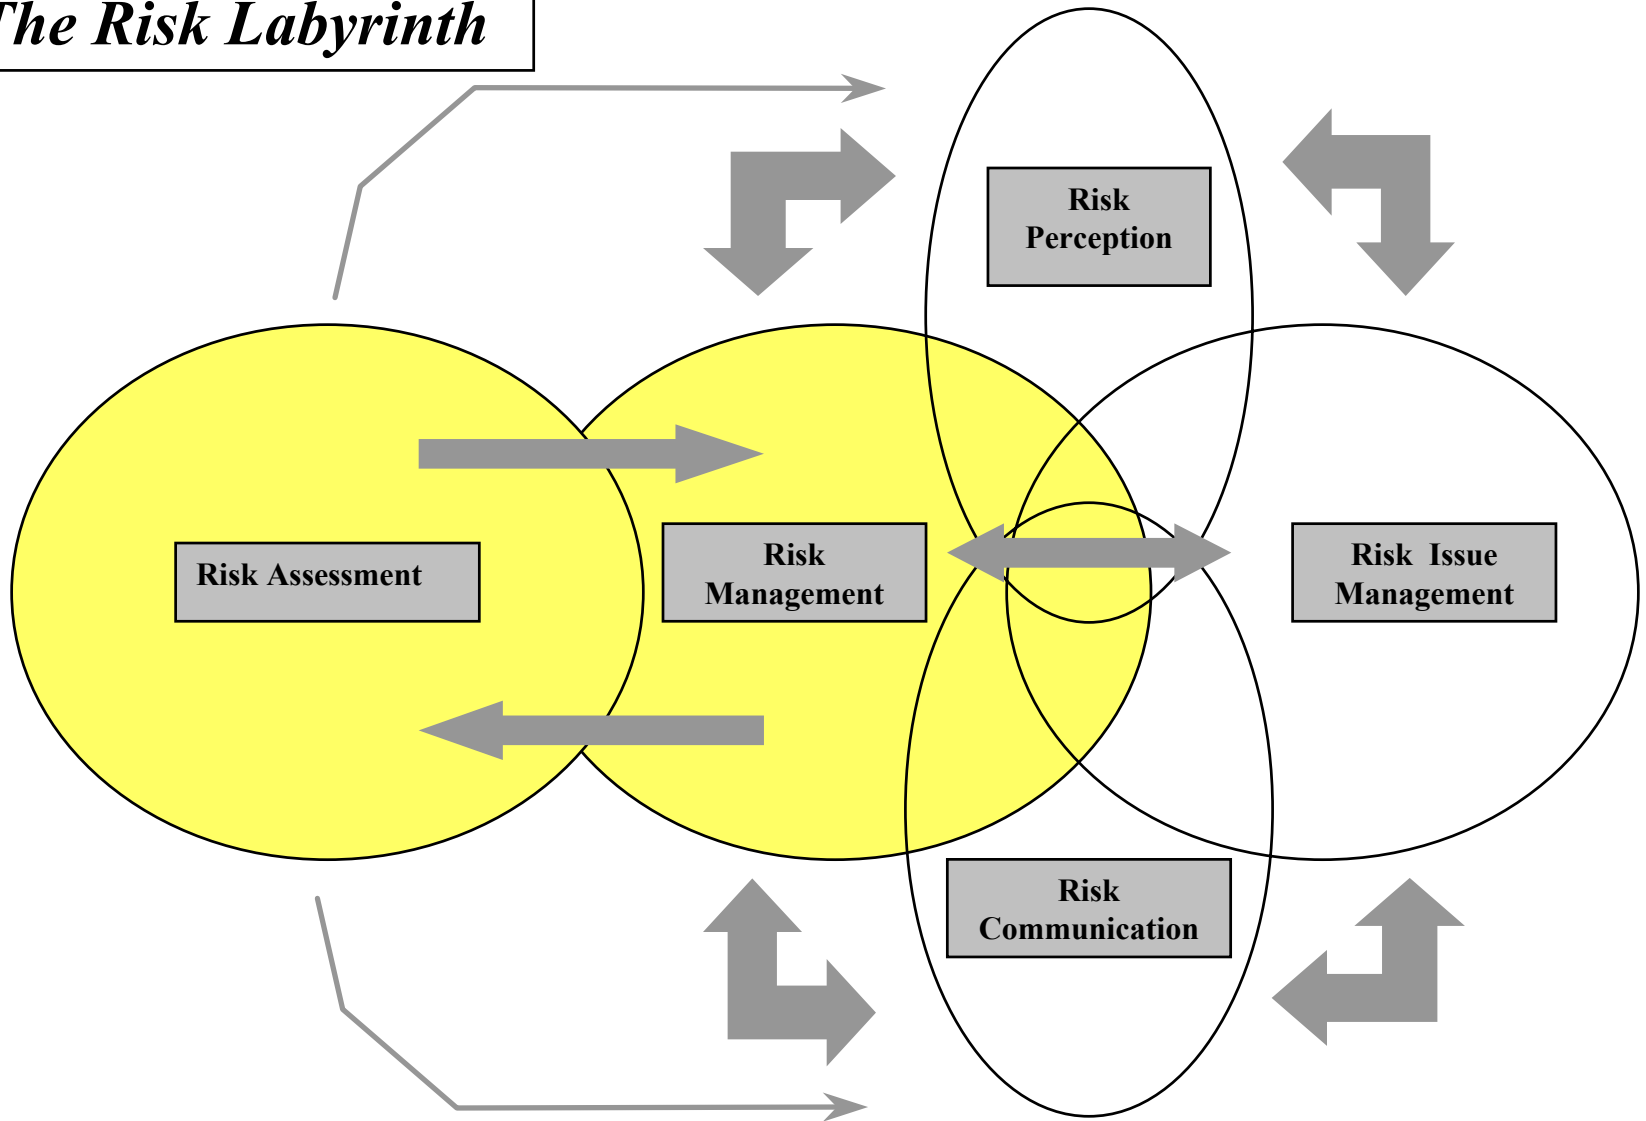 The Risk Labyrinth
Risk
Perception
Risk Assessment
Risk
Management
Risk Issue
Management
Risk
Communication